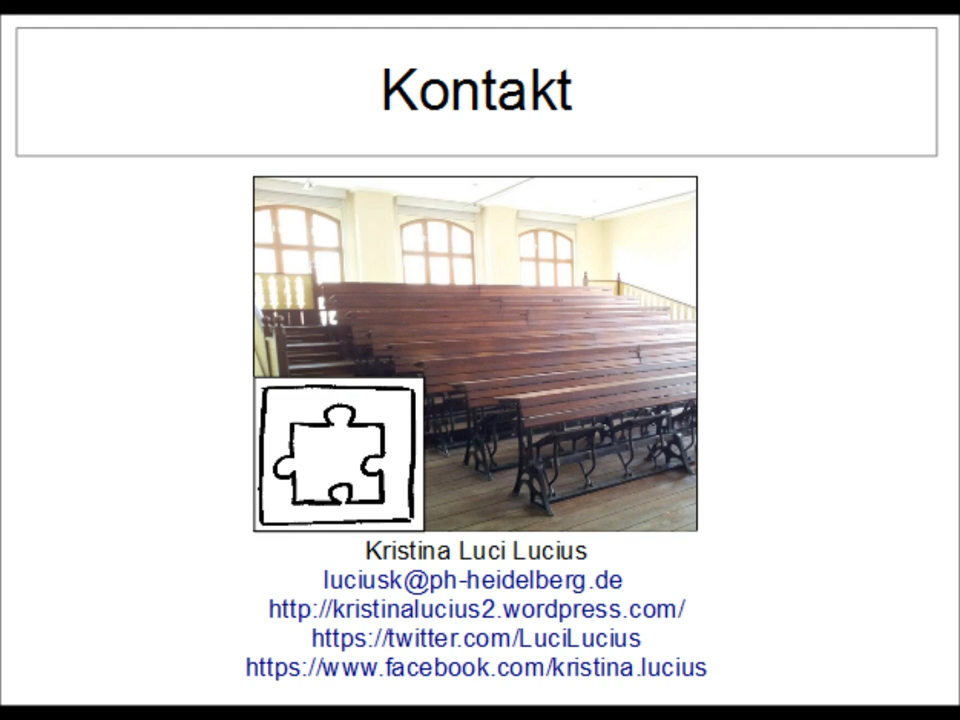 Kontakt
Kristina Luci Lucius
luciusk@ph-heidelberg.de
http://kristinalucius2.wordpress.com/
https://twitter.com/LuciLucius
https://www.facebook.com/kristina.lucius